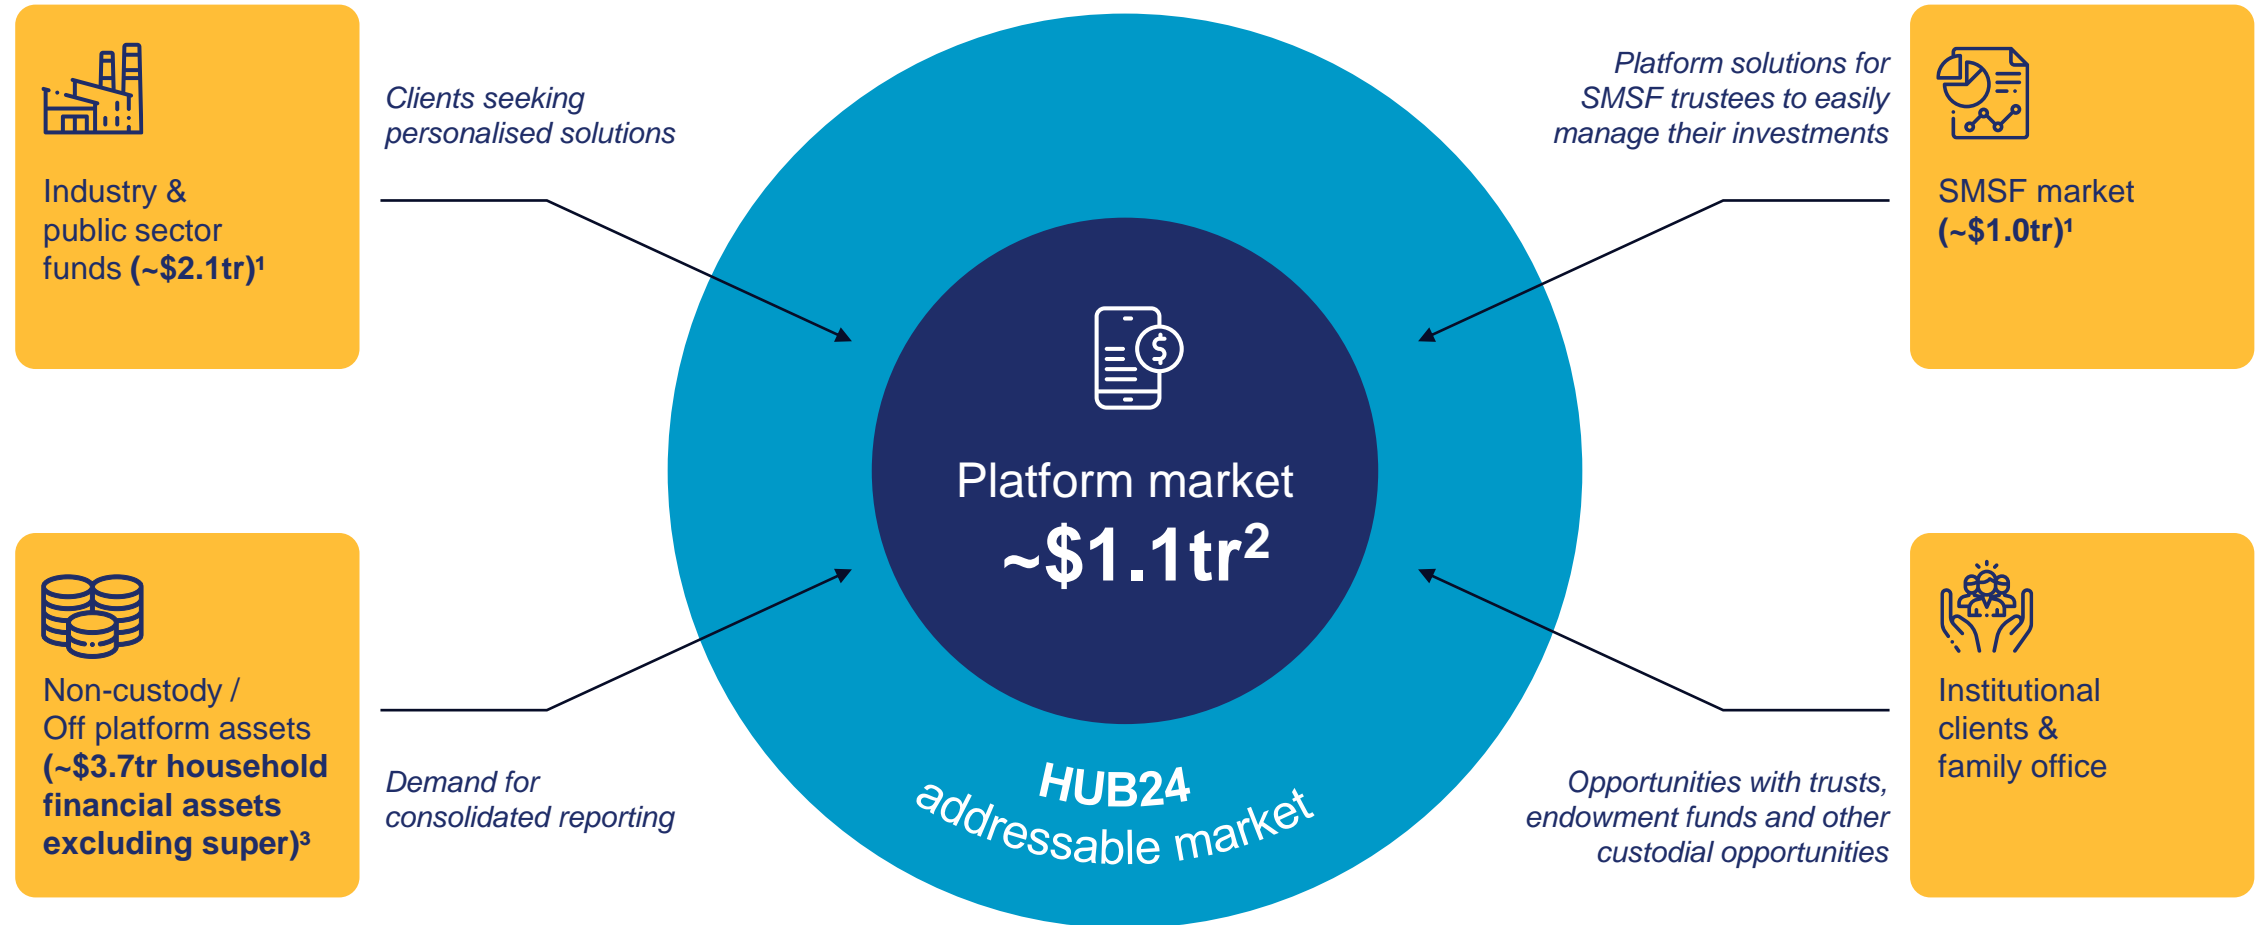 Industry &
public sector
funds (~$2.1tr)¹
Clients seeking
personalised solutions
Platform solutions for
SMSF trustees to easily
manage their investments
SMSF market
(~$1.0tr)¹
$
Platform market
~$1.1tr²
HUB24
addressable market
Non-custody /
Off platform assets
(~$3.7tr household
financial assets
excluding super)³
Demand for
consolidated reporting
Opportunities with trusts,
endowment funds and other
custodial opportunities
Institutional
clients &
family office